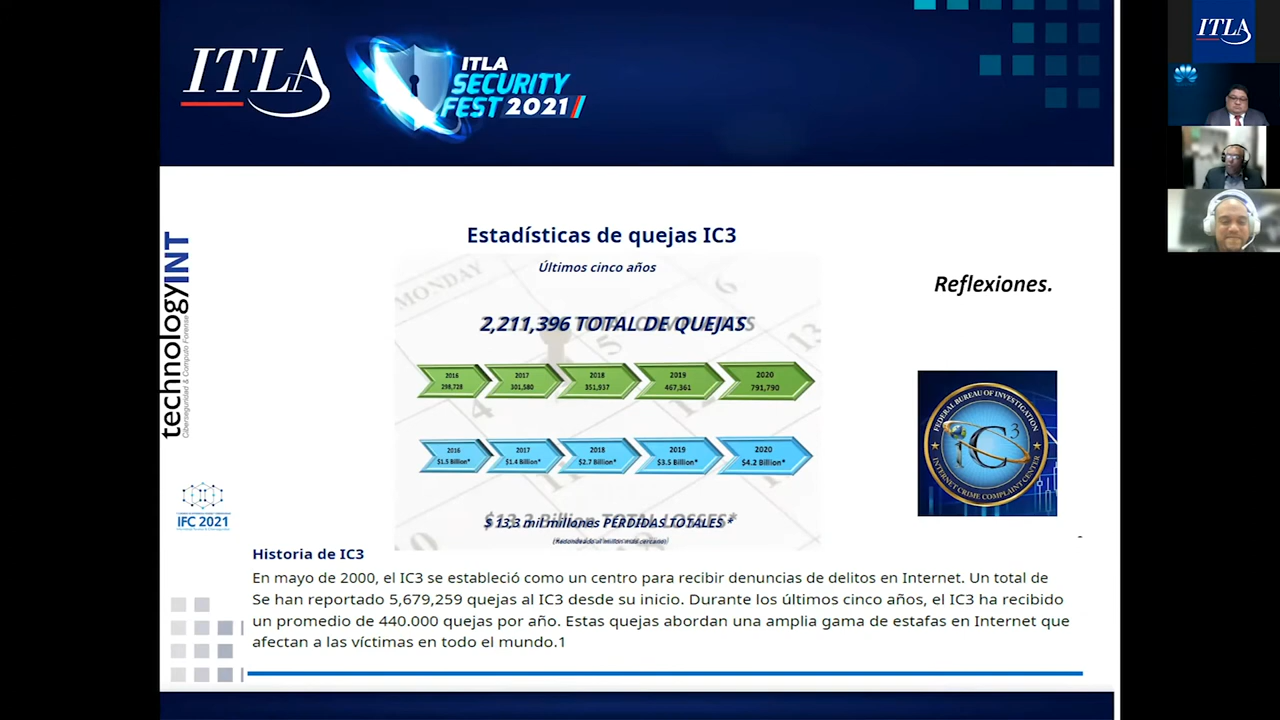 ITLA
ITLA
SECURITY
FEST 2021
ITLA
technologyINT
Ciberseguridad & Computo Forense
Estadísticas de quejas IC3
Últimos cinco años
MONDAY
2,211,396 TOTAL DE QUEJAS
2016
298,728
2017
301,580
2018
351,937
2019
467,361
2020
791,790
2016
$1.5 Billion*
2017
$1.4 Billion*
2018
$2.7 Billion*
2019
$3.5 Billion*
2020
$4.2 Billion*
$ 13,3 mil millones PÉRDIDAS TOTALES *
Reflexiones.
FEDERAL BUREAU OF INVESTIGATION
iC3
INTERNET CRIME COMPLAINT CENTER
IFC 2021
Historia de IC3
En mayo de 2000, el IC3 se estableció como un centro para recibir denuncias de delitos en Internet. Un total de
Se han reportado 5,679,259 quejas al IC3 desde su inicio. Durante los últimos cinco años, el IC3 ha recibido
un promedio de 440.000 quejas por año. Estas quejas abordan una amplia gama de estafas en Internet que
afectan a las víctimas en todo el mundo.1